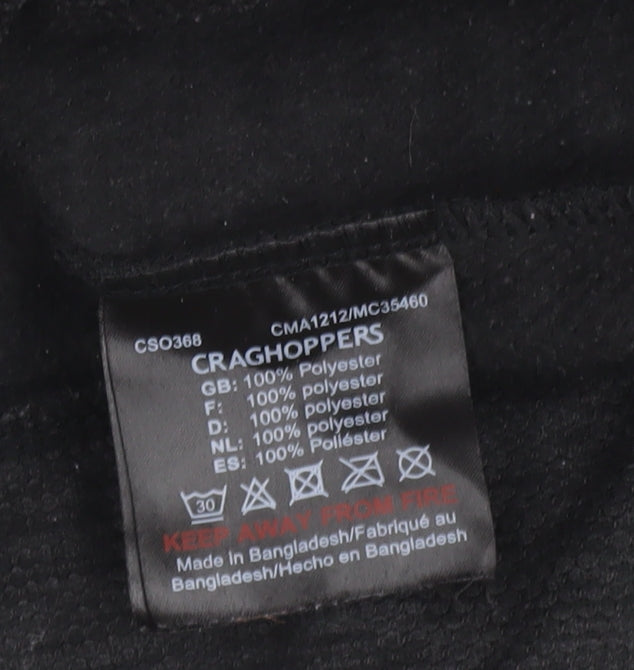 CSO368 CMA1212/MC35460
CRAGHOPPERS
GB: 100% Polyester
F: 100% polyester
D: 100% polyester
NL: 100% polyester
ES: 100% Poliéster
30
KEEP AWAY FROM FIRE
Made in Bangladesh/Fabriqué au
Bangladesh/Hecho en Bangladesh